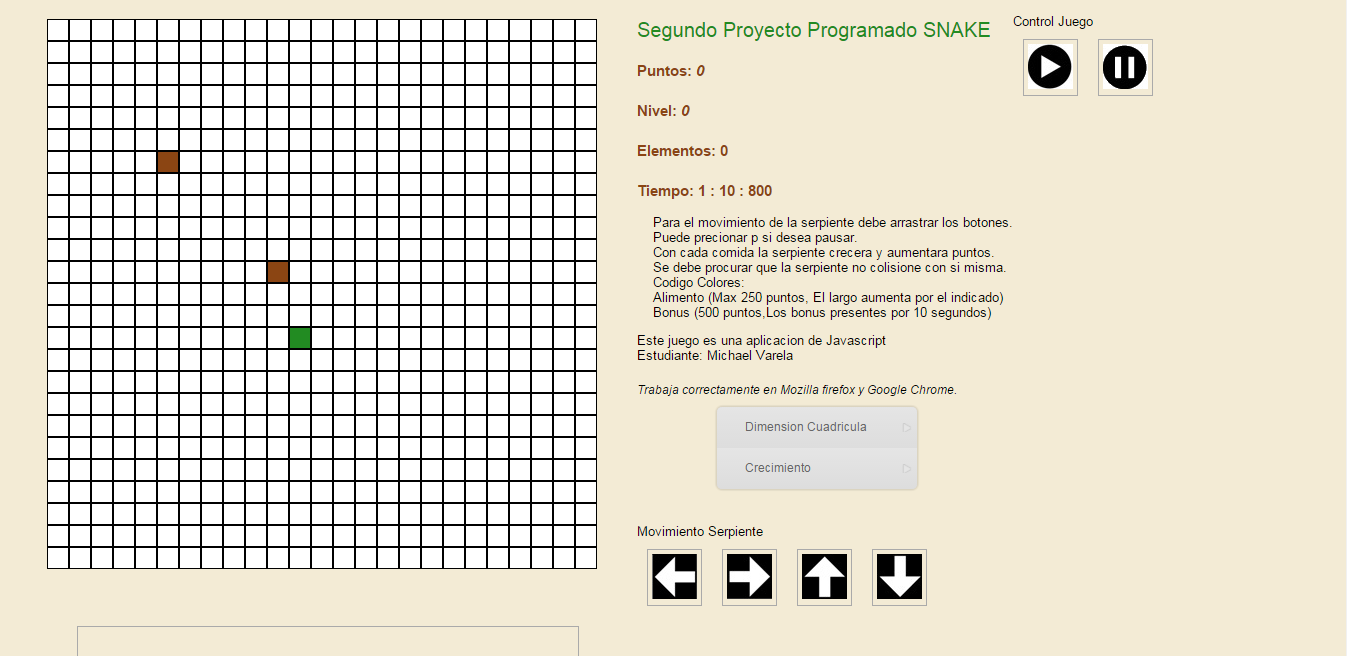 Segundo Proyecto Programado SNAKE
Control Juego
Puntos: 0
Nivel: 0
Elementos: 0
Tiempo: 1 : 10 : 800
Para el movimiento de la serpiente debe arrastrar los botones.
Puede precionar p si desea pausar.
Con cada comida la serpiente crecera y aumentara puntos.
Se debe procurar que la serpiente no colisione con si misma.
Codigo Colores:
Alimento (Max 250 puntos, El largo aumenta por el indicado)
Bonus (500 puntos,Los bonus presentes por 10 segundos)
Este juego es una aplicacion de Javascript
Estudiante: Michael Varela
Trabaja correctamente en Mozilla firefox y Google Chrome.
Dimension Cuadricula
Crecimiento
Movimiento Serpiente